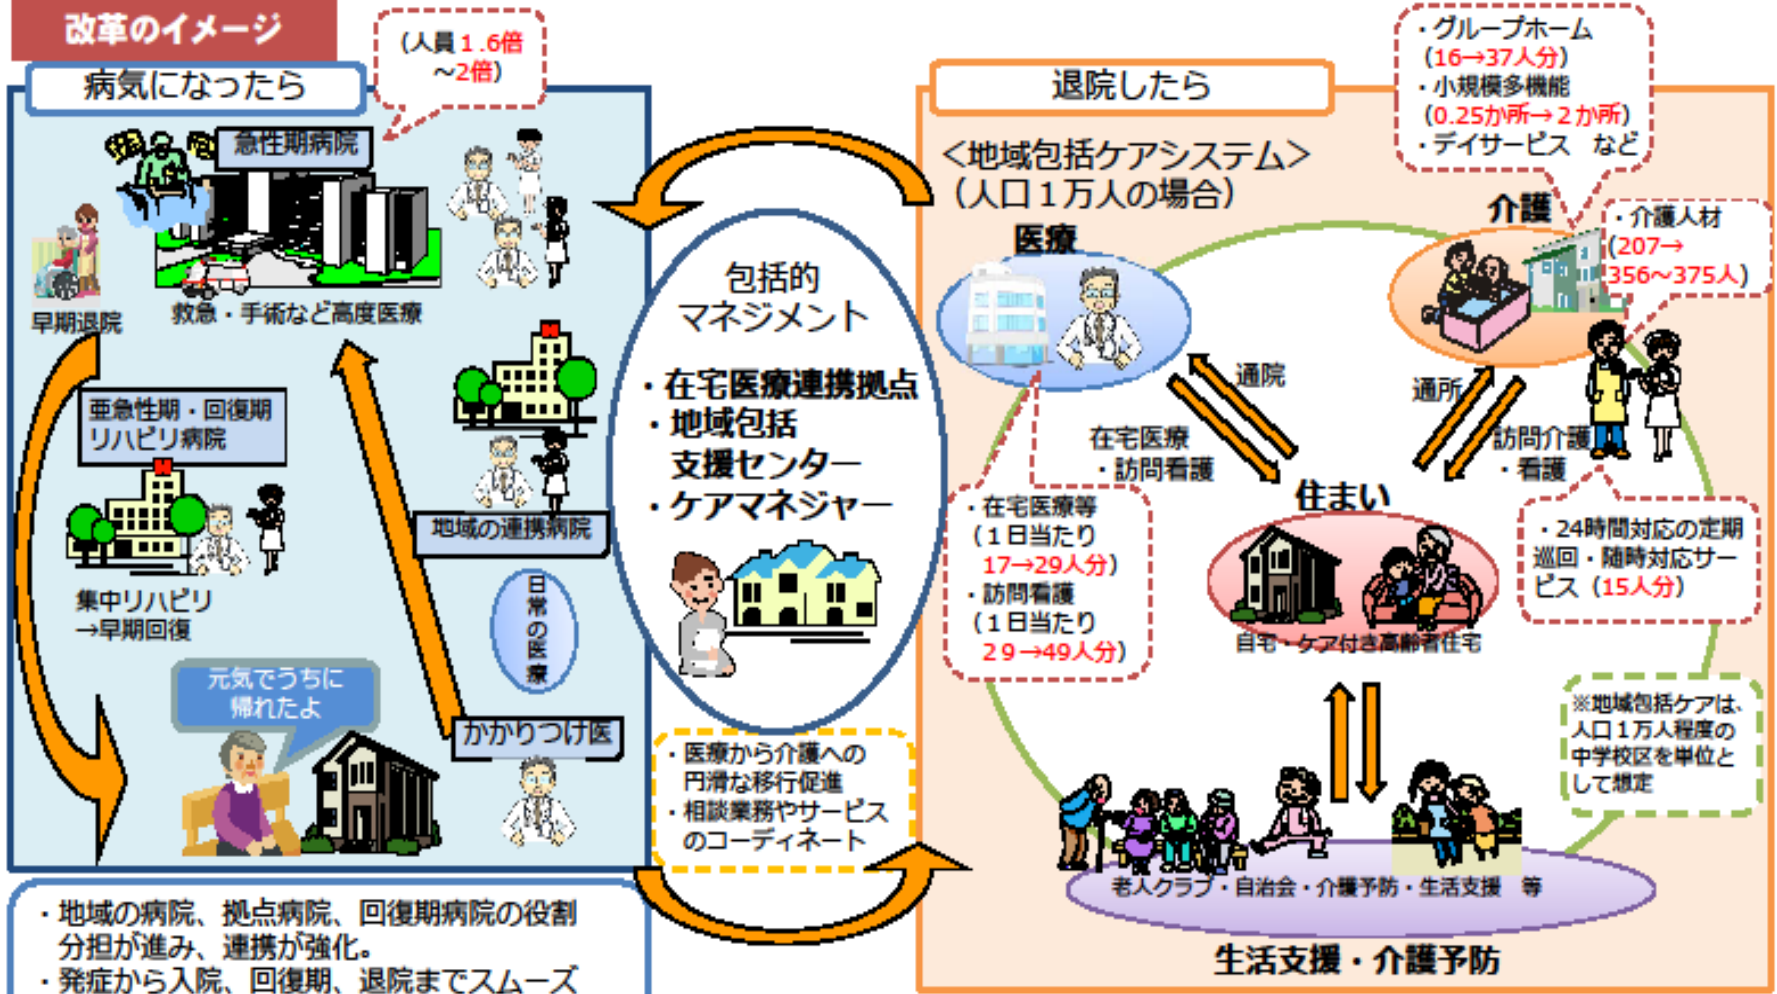 改革のイメージ
病気になったら
(人員1.6倍
～2倍)
急性期病院
救急・手術など高度医療
早期退院
亜急性期・回復期
リハビリ病院
集中リハビリ
→早期回復
地域の連携病院
日常の医療
元気でうちに
帰れたよ
かかりつけ医
・地域の病院、拠点病院、回復期病院の役割
分担が進み、連携が強化。
・発症から入院、回復期、退院までスムーズ
包括的
マネジメント
・在宅医療連携拠点
・地域包括
支援センター
・ケアマネジャー
・医療から介護への
円滑な移行促進
・相談業務やサービス
のコーディネート
退院したら
＜地域包括ケアシステム＞
(人口１万人の場合)
医療
介護
・グループホーム
(16→37人分)
・小規模多機能
(0.25か所→２か所)
・デイサービス　など
・介護人材
(207→
356～375人)
通院
在宅医療
・訪問看護
通所
訪問介護
・看護
・在宅医療等
(１日当たり
17→29人分)
・訪問看護
(１日当たり
２９→49人分)
住まい
自宅・ケア付き高齢者住宅
・24時間対応の定期
巡回・随時対応サー
ビス（15人分）
※地域包括ケアは、
人口１万人程度の
中学校区を単位と
して想定
老人クラブ・自治会・介護予防・生活支援　等
生活支援・介護予防